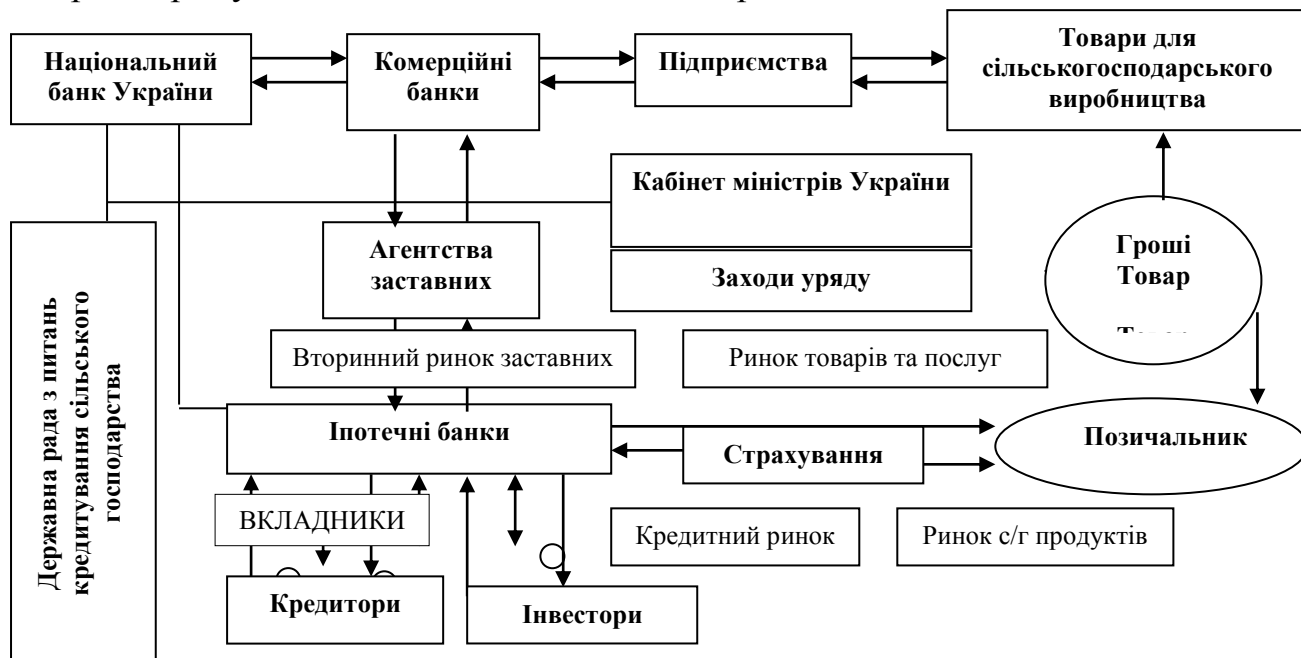 Національний
банк України
Комерційні
банки
Підприємства
Товари для
сільськогосподарського
виробництва
Кабінет міністрів України
Агентства
заставних
Заходи уряду
Гроші
Товар
Державна рада з питань
кредитування сільського
господарства
Вторинний ринок заставних
Ринок товарів та послуг
Іпотечні банки
Страхування
Позичальник
ВКЛАДНИКИ
Кредитний ринок
Ринок с/г продуктів
Кредитори
Інвестори